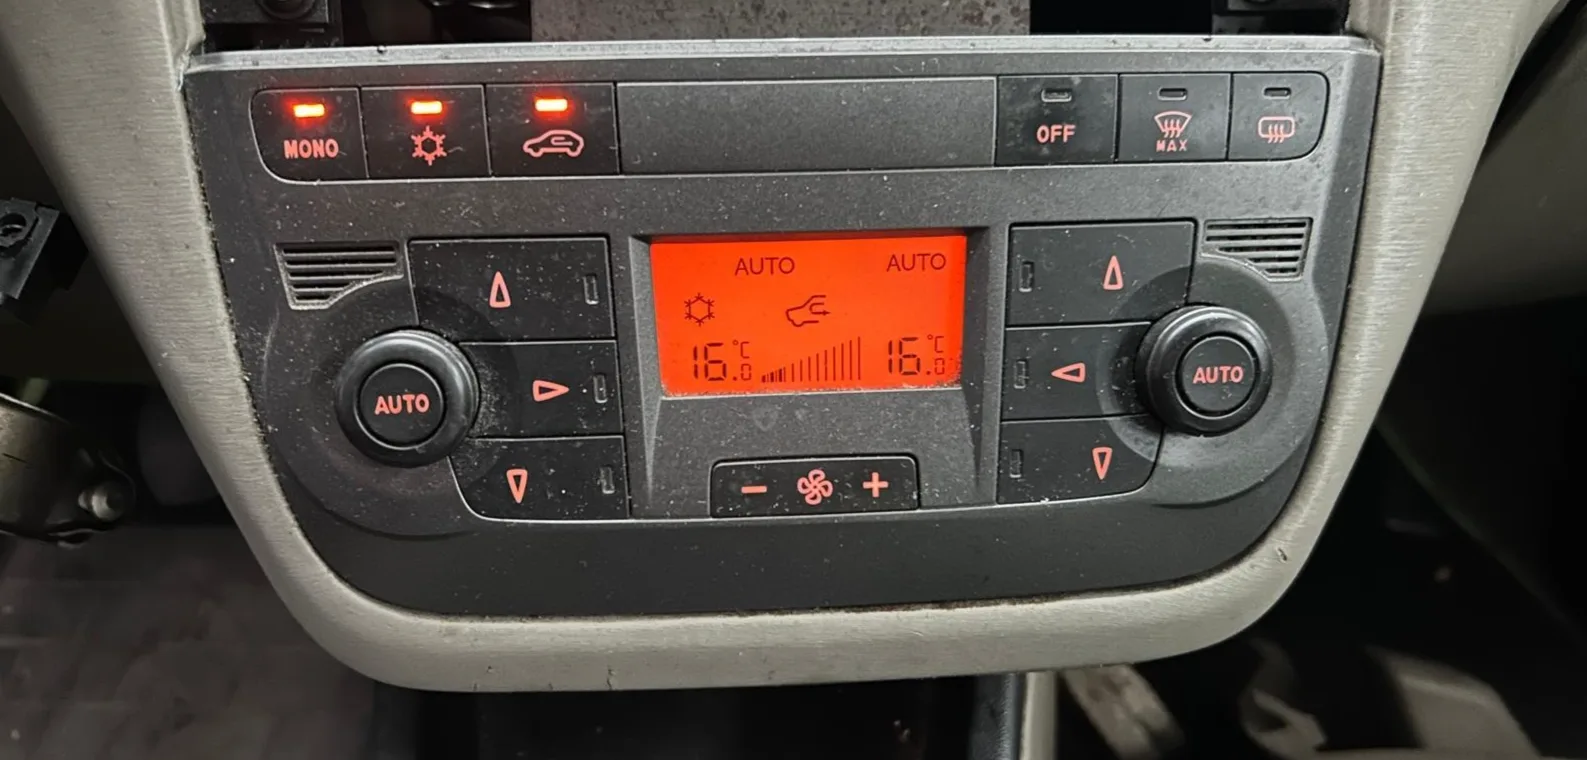 MONO
OFF
MAX
AUTO AUTO
16.0 °C 16.0 °C
AUTO
AUTO
- +